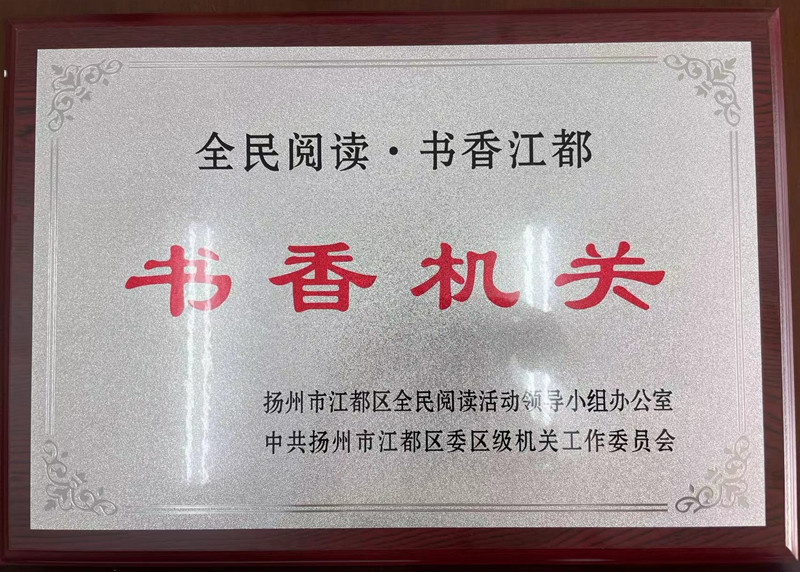 全民阅读·书香江都
书香机关
扬州市江都区全民阅读活动领导小组办公室
中共扬州市江都区委区级机关工作委员会